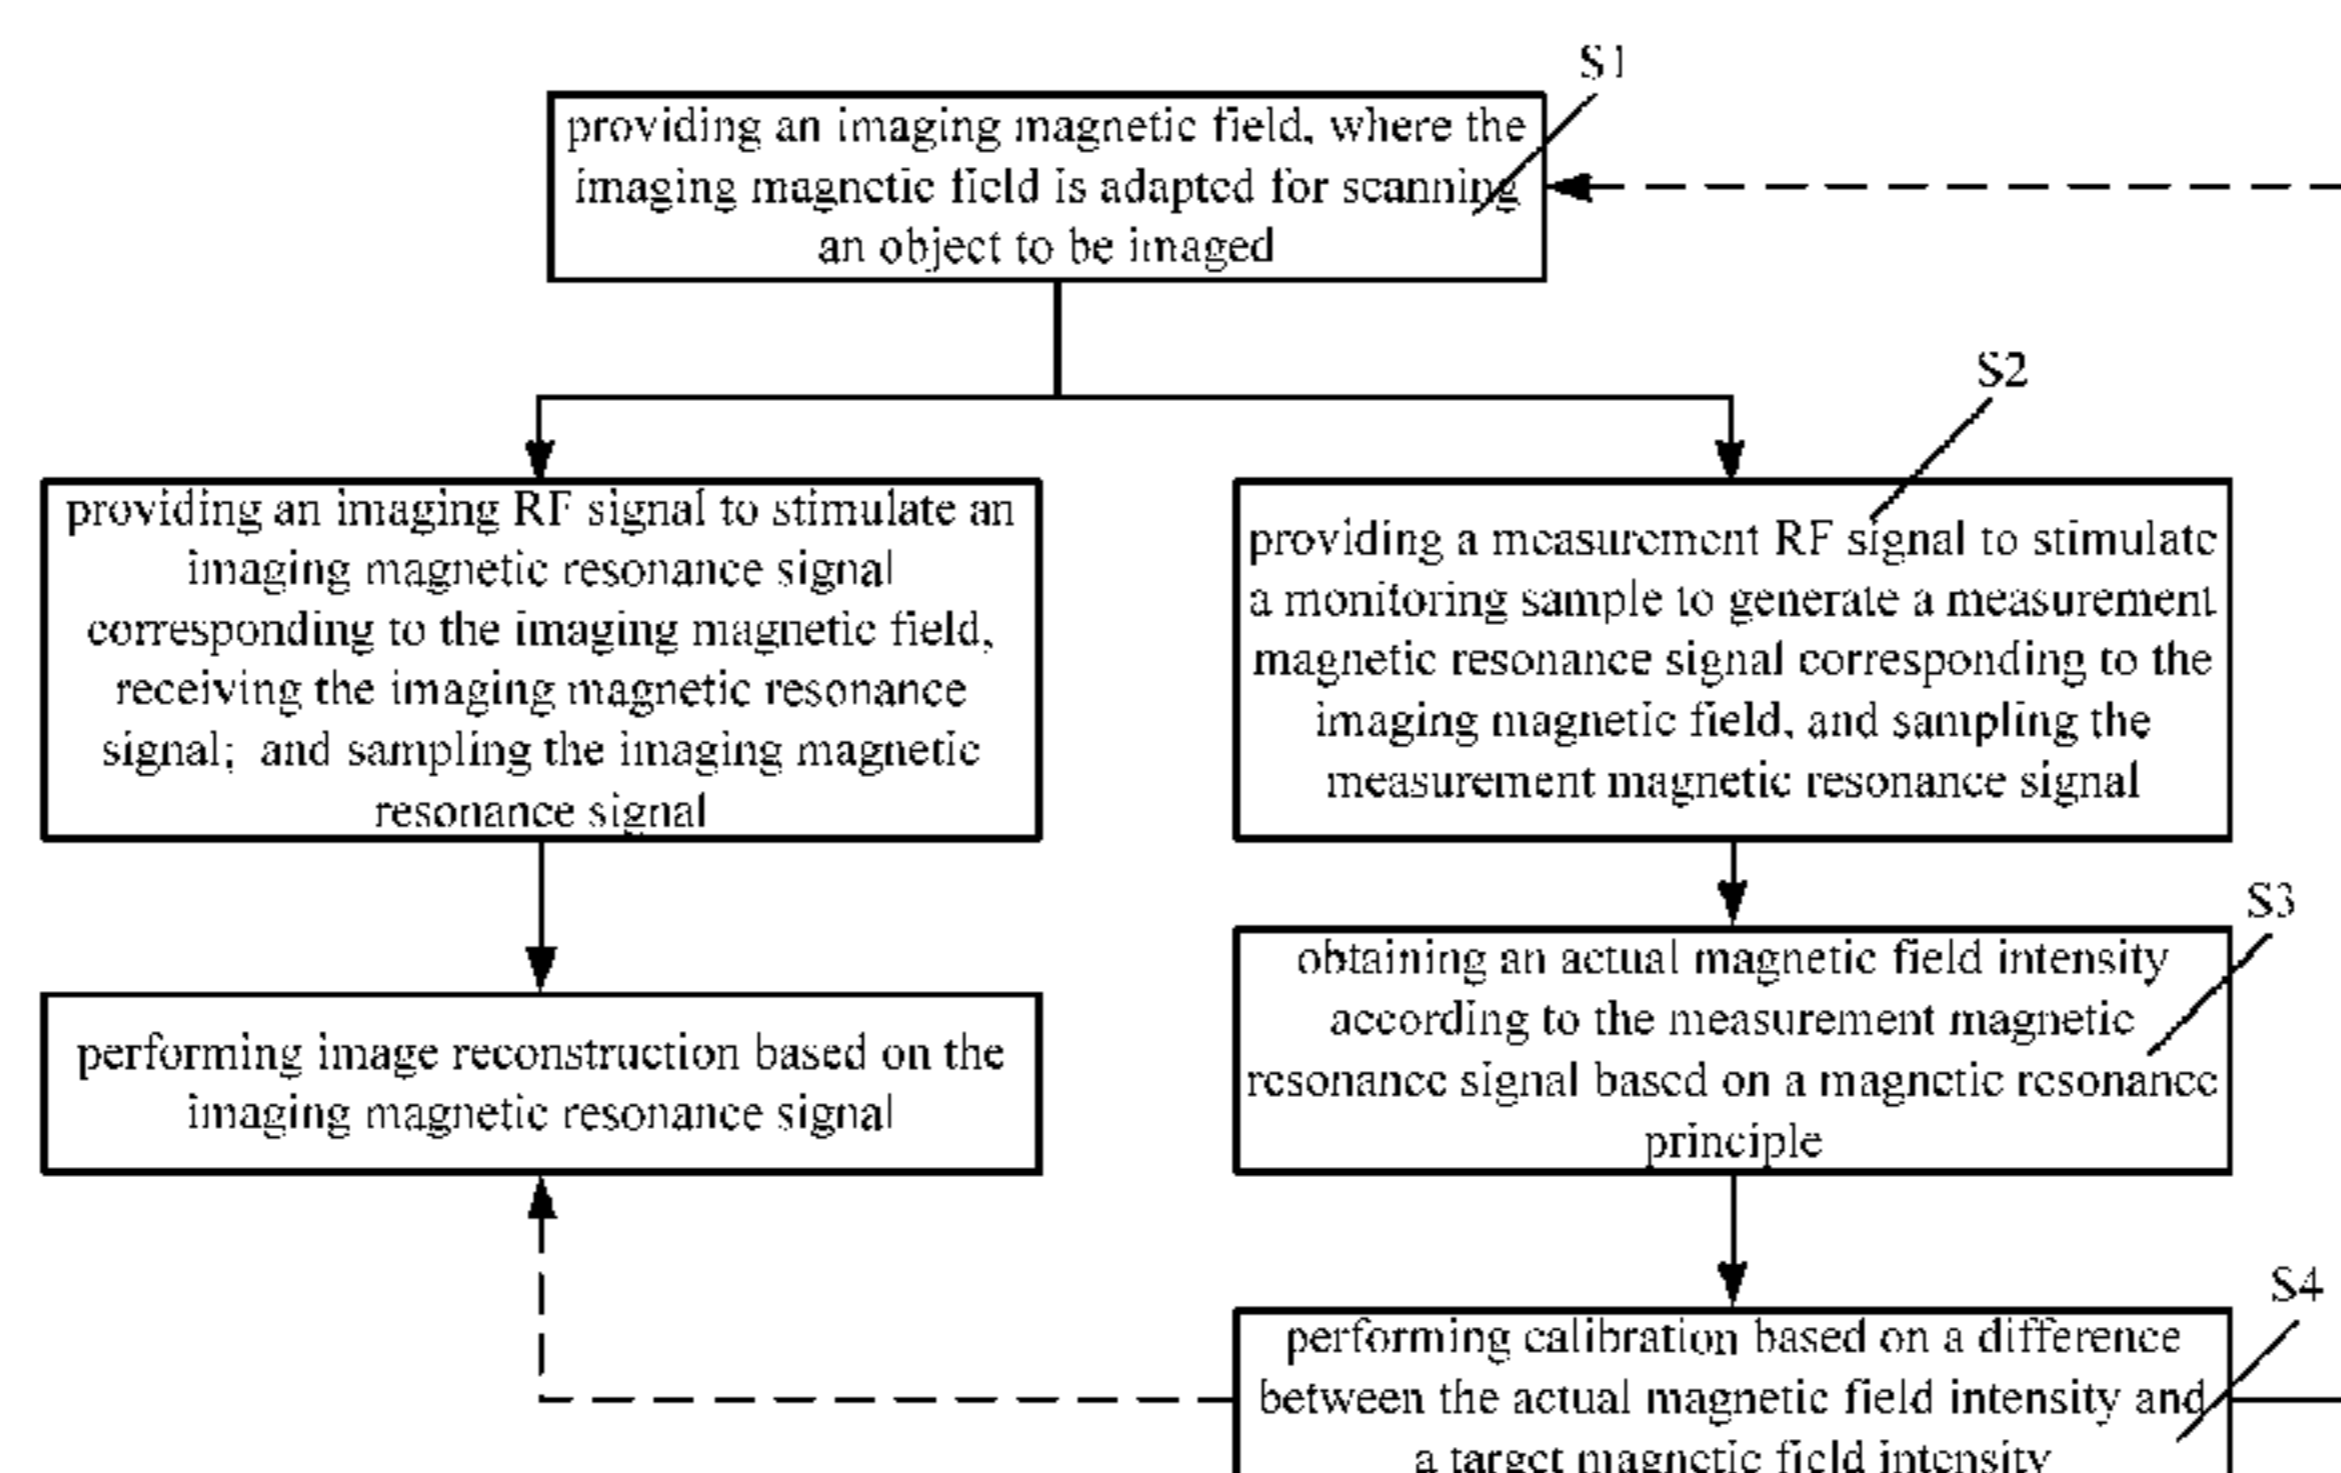 S1
providing an imaging magnetic field, where the
imaging magnetic field is adapted for scanning
an object to be imaged
S2
providing an imaging RF signal to stimulate an
imaging magnetic resonance signal
corresponding to the imaging magnetic field,
receiving the imaging magnetic resonance
signal; and sampling the imaging magnetic
resonance signal
providing a measurement RF signal to stimulate
a monitoring sample to generate a measurement
magnetic resonance signal corresponding to the
imaging magnetic field, and sampling the
measurement magnetic resonance signal
S3
performing image reconstruction based on the
imaging magnetic resonance signal
obtaining an actual magnetic field intensity
according to the measurement magnetic
resonance signal based on a magnetic resonance
principle
S4
performing calibration based on a difference
between the actual magnetic field intensity and
a target magnetic field intensity